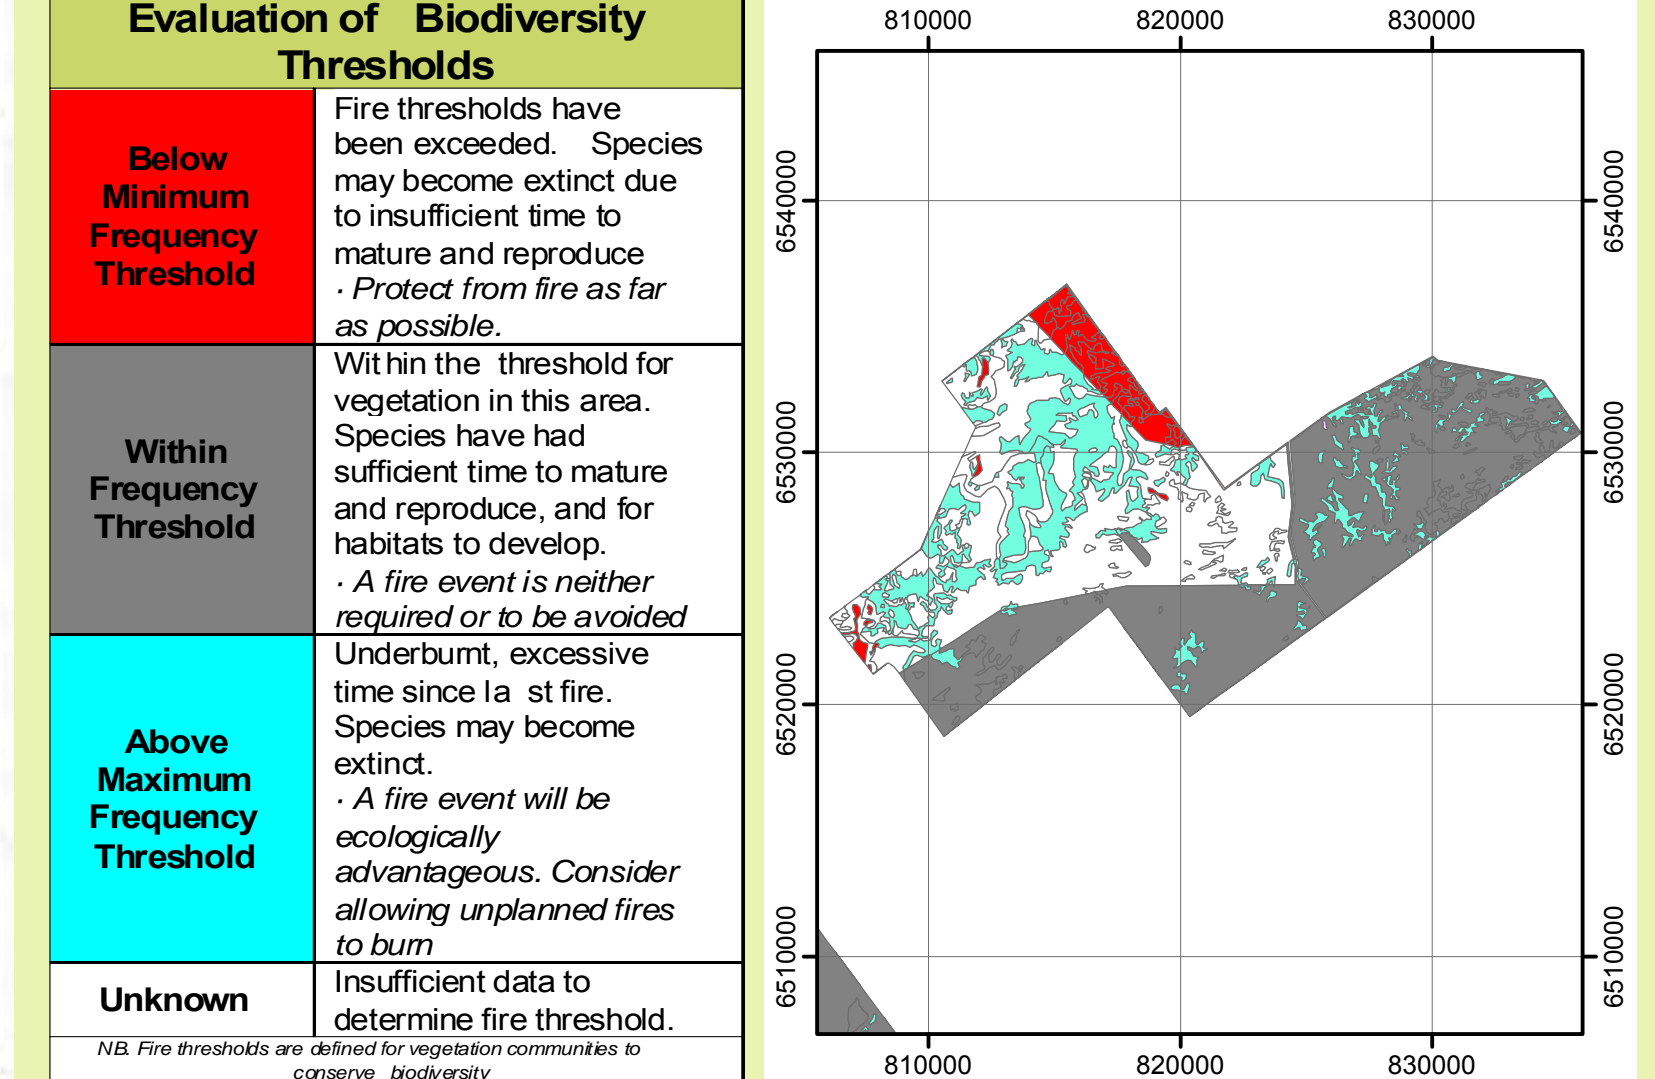 Evaluation of Biodiversity
Thresholds
Below
Minimum
Frequency
Threshold
Fire thresholds have
been exceeded. Species
may become extinct due
to insufficient time to
mature and reproduce
· Protect from fire as far
as possible.
Within
Frequency
Threshold
Within the threshold for
vegetation in this area.
Species have had
sufficient time to mature
and reproduce, and for
habitats to develop.
· A fire event is neither
required or to be avoided
Above
Maximum
Frequency
Threshold
Underburnt, excessive
time since la st fire.
Species may become
extinct.
· A fire event will be
ecologically
advantageous. Consider
allowing unplanned fires
to burn
Unknown
Insufficient data to
determine fire threshold.
NB. Fire thresholds are defined for vegetation communities to
conserve biodiversity
810000 820000 830000
6540000 6540000
6530000 6530000
6520000 6520000
6510000 6510000
810000 820000 830000